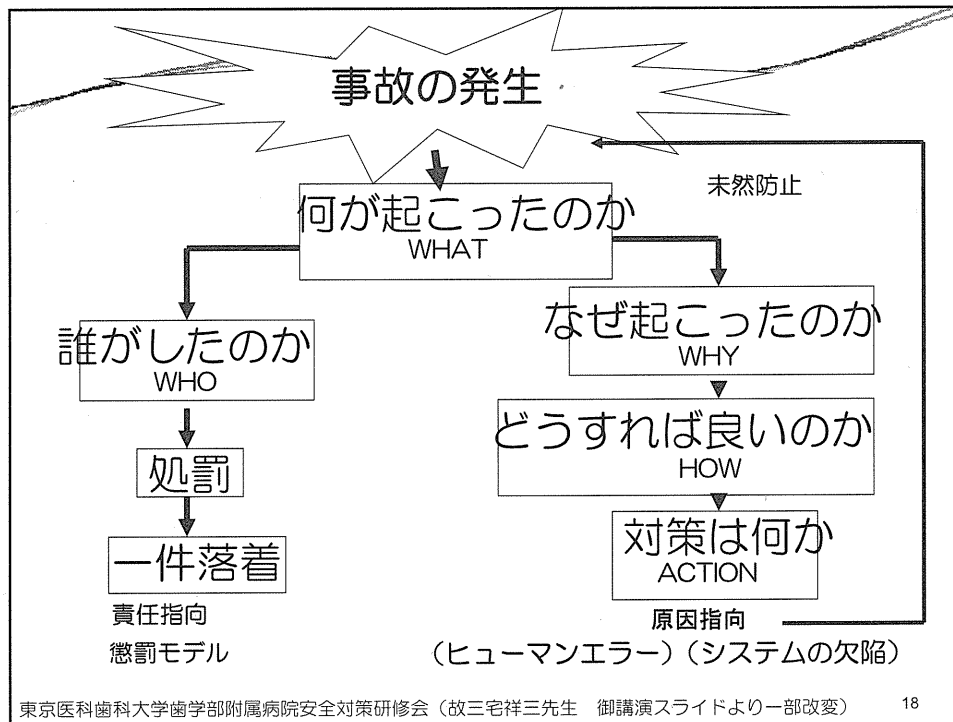 事故の発生
未然防止
何が起こったのか
WHAT
誰がしたのか
WHO
処罰
一件落着
責任指向
懲罰モデル
なぜ起こったのか
WHY
どうすれば良いのか
HOW
対策は何か
ACTION
原因指向
（ヒューマンエラー）（システムの欠陥）
東京医科歯科大学歯学部附属病院安全対策研修会（故三宅祥三先生 御講演スライドより一部改変） 18